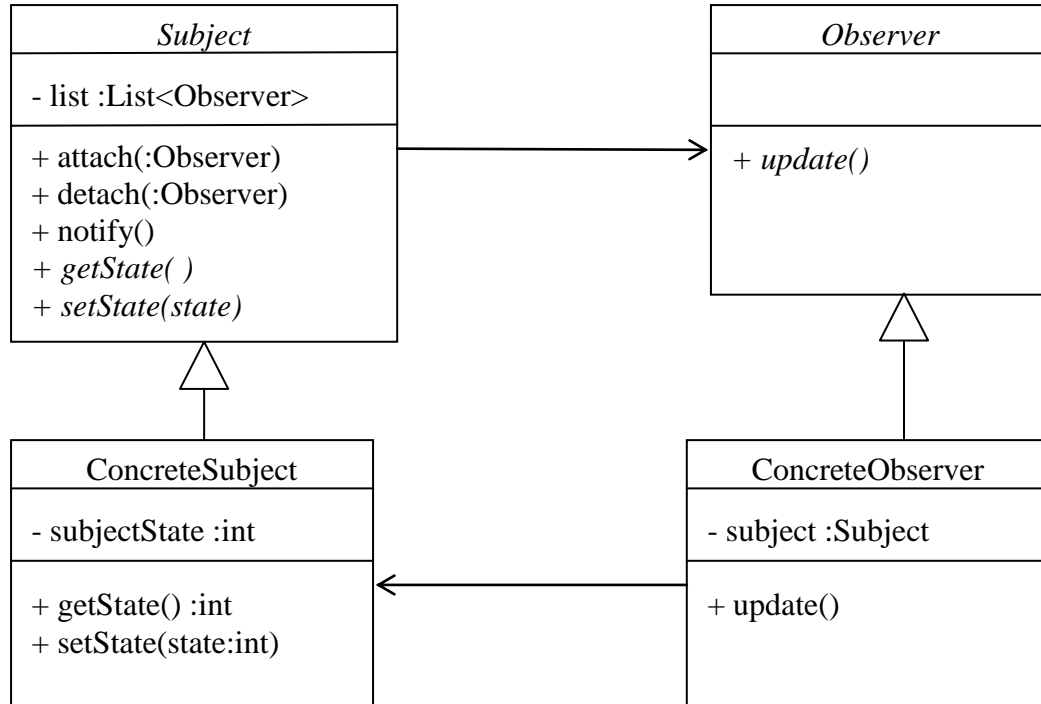 Subject
- list :List<Observer>
+ attach(:Observer)
+ detach(:Observer)
+ notify()
+ getState( )
+ setState(state)
Observer
+ update()
ConcreteSubject
- subjectState :int
+ getState() :int
+ setState(state:int)
ConcreteObserver
- subject :Subject
+ update()